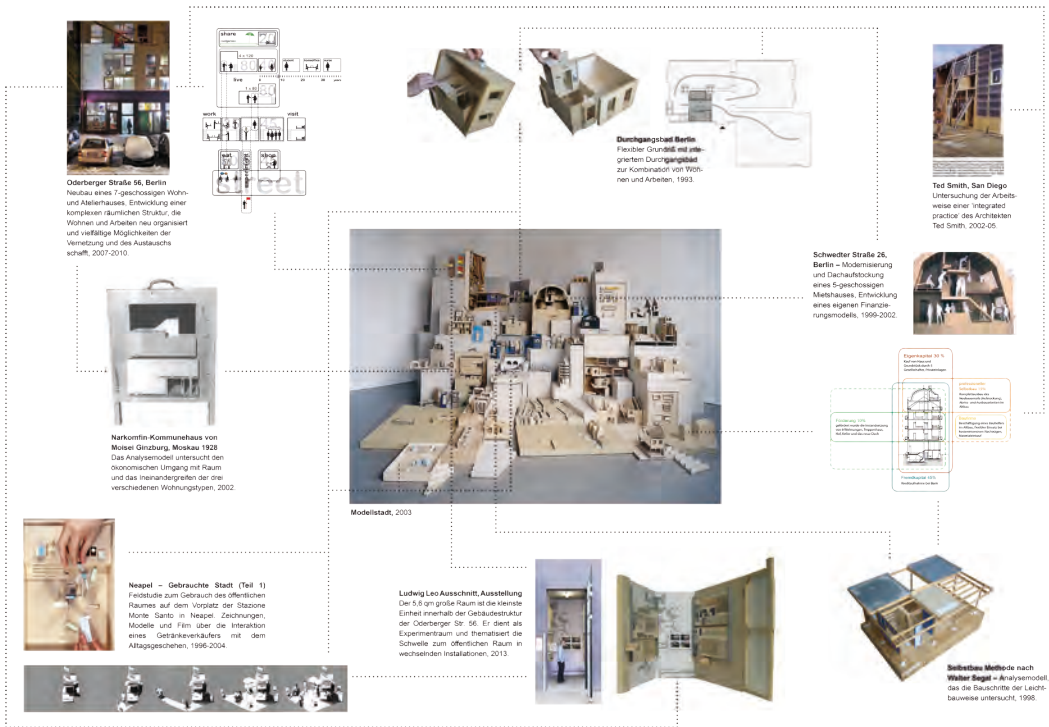 share
live
years
work
visit
eat
shop
street
Oderberger Straße 56, Berlin
Neubau eines 7-geschossigen Wohn-
und Atelierhauses, Entwicklung einer
komplexen räumlichen Struktur, die
Wohnen und Arbeiten neu organisiert
und vielfältige Möglichkeiten der
Vernetzung und des Austauschs
schafft, 2007-2010.
Durchgangsbad Berlin
Flexibler Grundriß mit inte-
griertem Durchgangsbad
zur Kombination von Woh-
nen und Arbeiten, 1993.
Ted Smith, San Diego
Untersuchung der Arbeits-
weise einer 'integrated
practice' des Architekten
Ted Smith, 2002-05.
Schwedter Straße 26,
Berlin – Modernisierung
und Dachaufstockung
eines 5-geschossigen
Mietshauses, Entwicklung
eines eigenen Finanzie-
rungsmodells, 1999-2002.
Eigenkapital 30 %
Narkomfin-Kommunehaus von
Moisei Ginzburg, Moskau 1928
Das Analysemodell untersucht den
ökonomischen Umgang mit Raum
und das Ineinandergreifen der drei
verschiedenen Wohnungstypen, 2002.
Modellstadt, 2003
Neapel – Gebrauchte Stadt (Teil 1)
Feldstudie zum Gebrauch des öffentlichen
Raumes auf dem Vorplatz der Stazione
Monte Santo in Neapel. Zeichnungen,
Modelle und Film über die Interaktion
eines Getränkeverkäufers mit dem
Alltagsgeschehen, 1996-2004.
Ludwig Leo Ausschnitt, Ausstellung
Der 5,6 qm große Raum ist die kleinste
Einheit innerhalb der Gebäudestruktur
der Oderberger Str. 56. Er dient als
Experimentraum und thematisiert die
Schwelle zum öffentlichen Raum in
wechselnden Installationen, 2013.
Selbstbau Methode nach
Walter Segal – Analysemodell,
das die Bauschritte der Leicht-
bauweise untersucht, 1998.